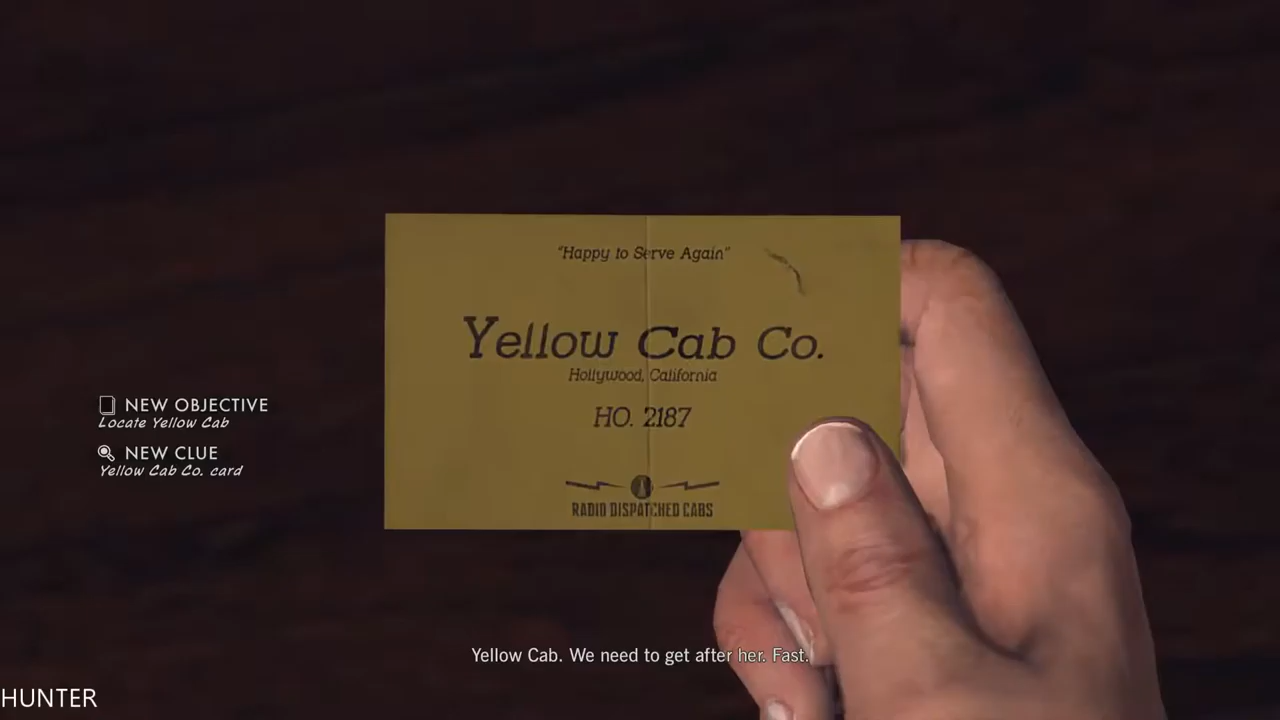 "Happy to Serve Again"
Yellow Cab Co.
Hollywood, California
HO. 2187
RADIO DISPATCHED CABS
NEW OBJECTIVE
Locate Yellow Cab
NEW CLUE
Yellow Cab Co. card
Yellow Cab. We need to get after her. Fast.
HUNTER